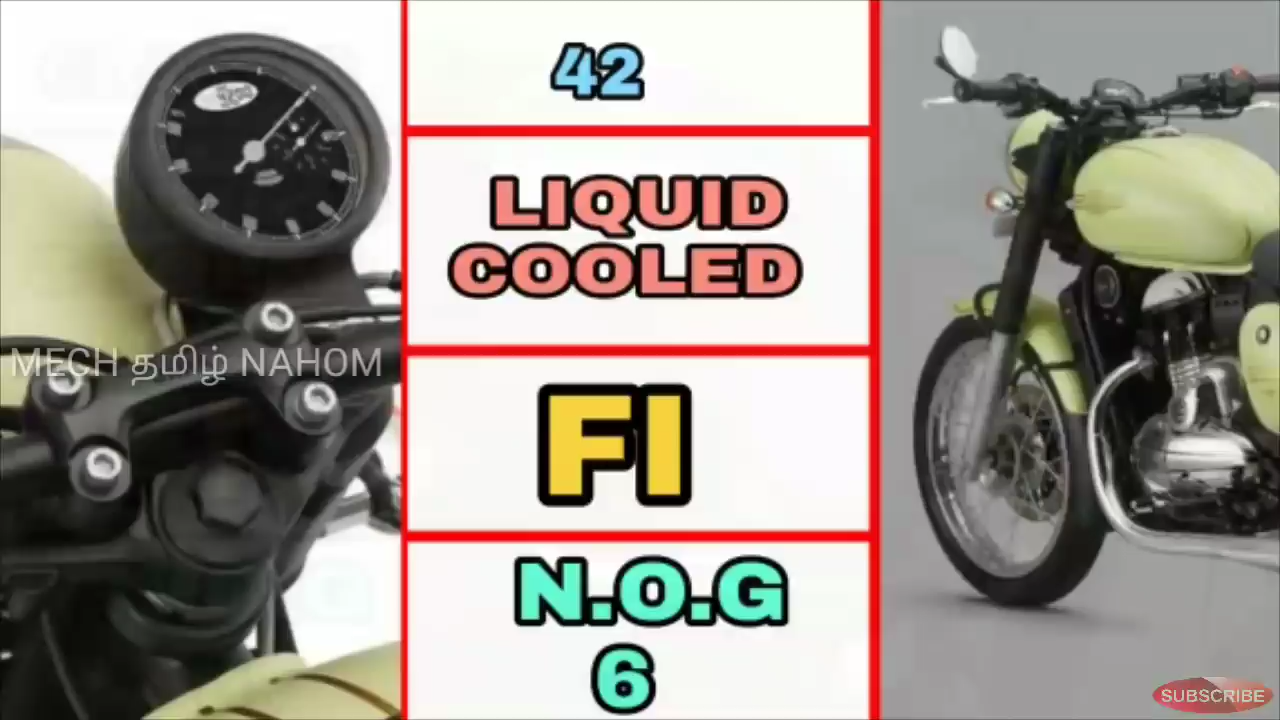 42
LIQUID
COOLED
MECH தமிழ் NAHOM
FI
N.O.G
6
SUBSCRIBE